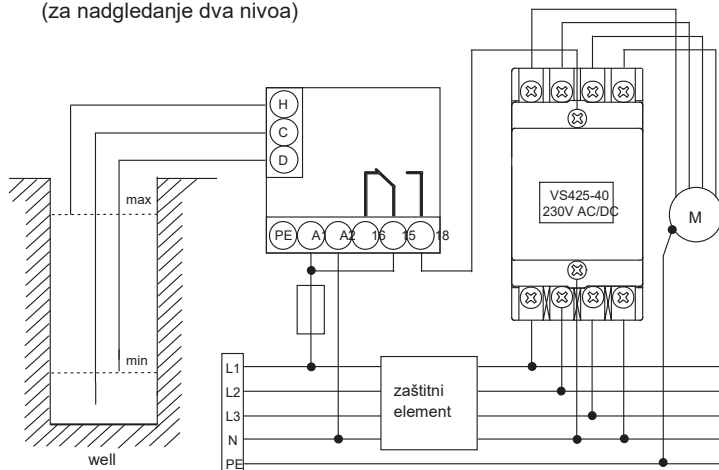 (za nadgledanje dva nivoa)
H
C
D
PE A1 A2 16 15 18
max
min
well
VS425-40
230V AC/DC
M
L1
L2
L3
N
PE
zaštitni
element